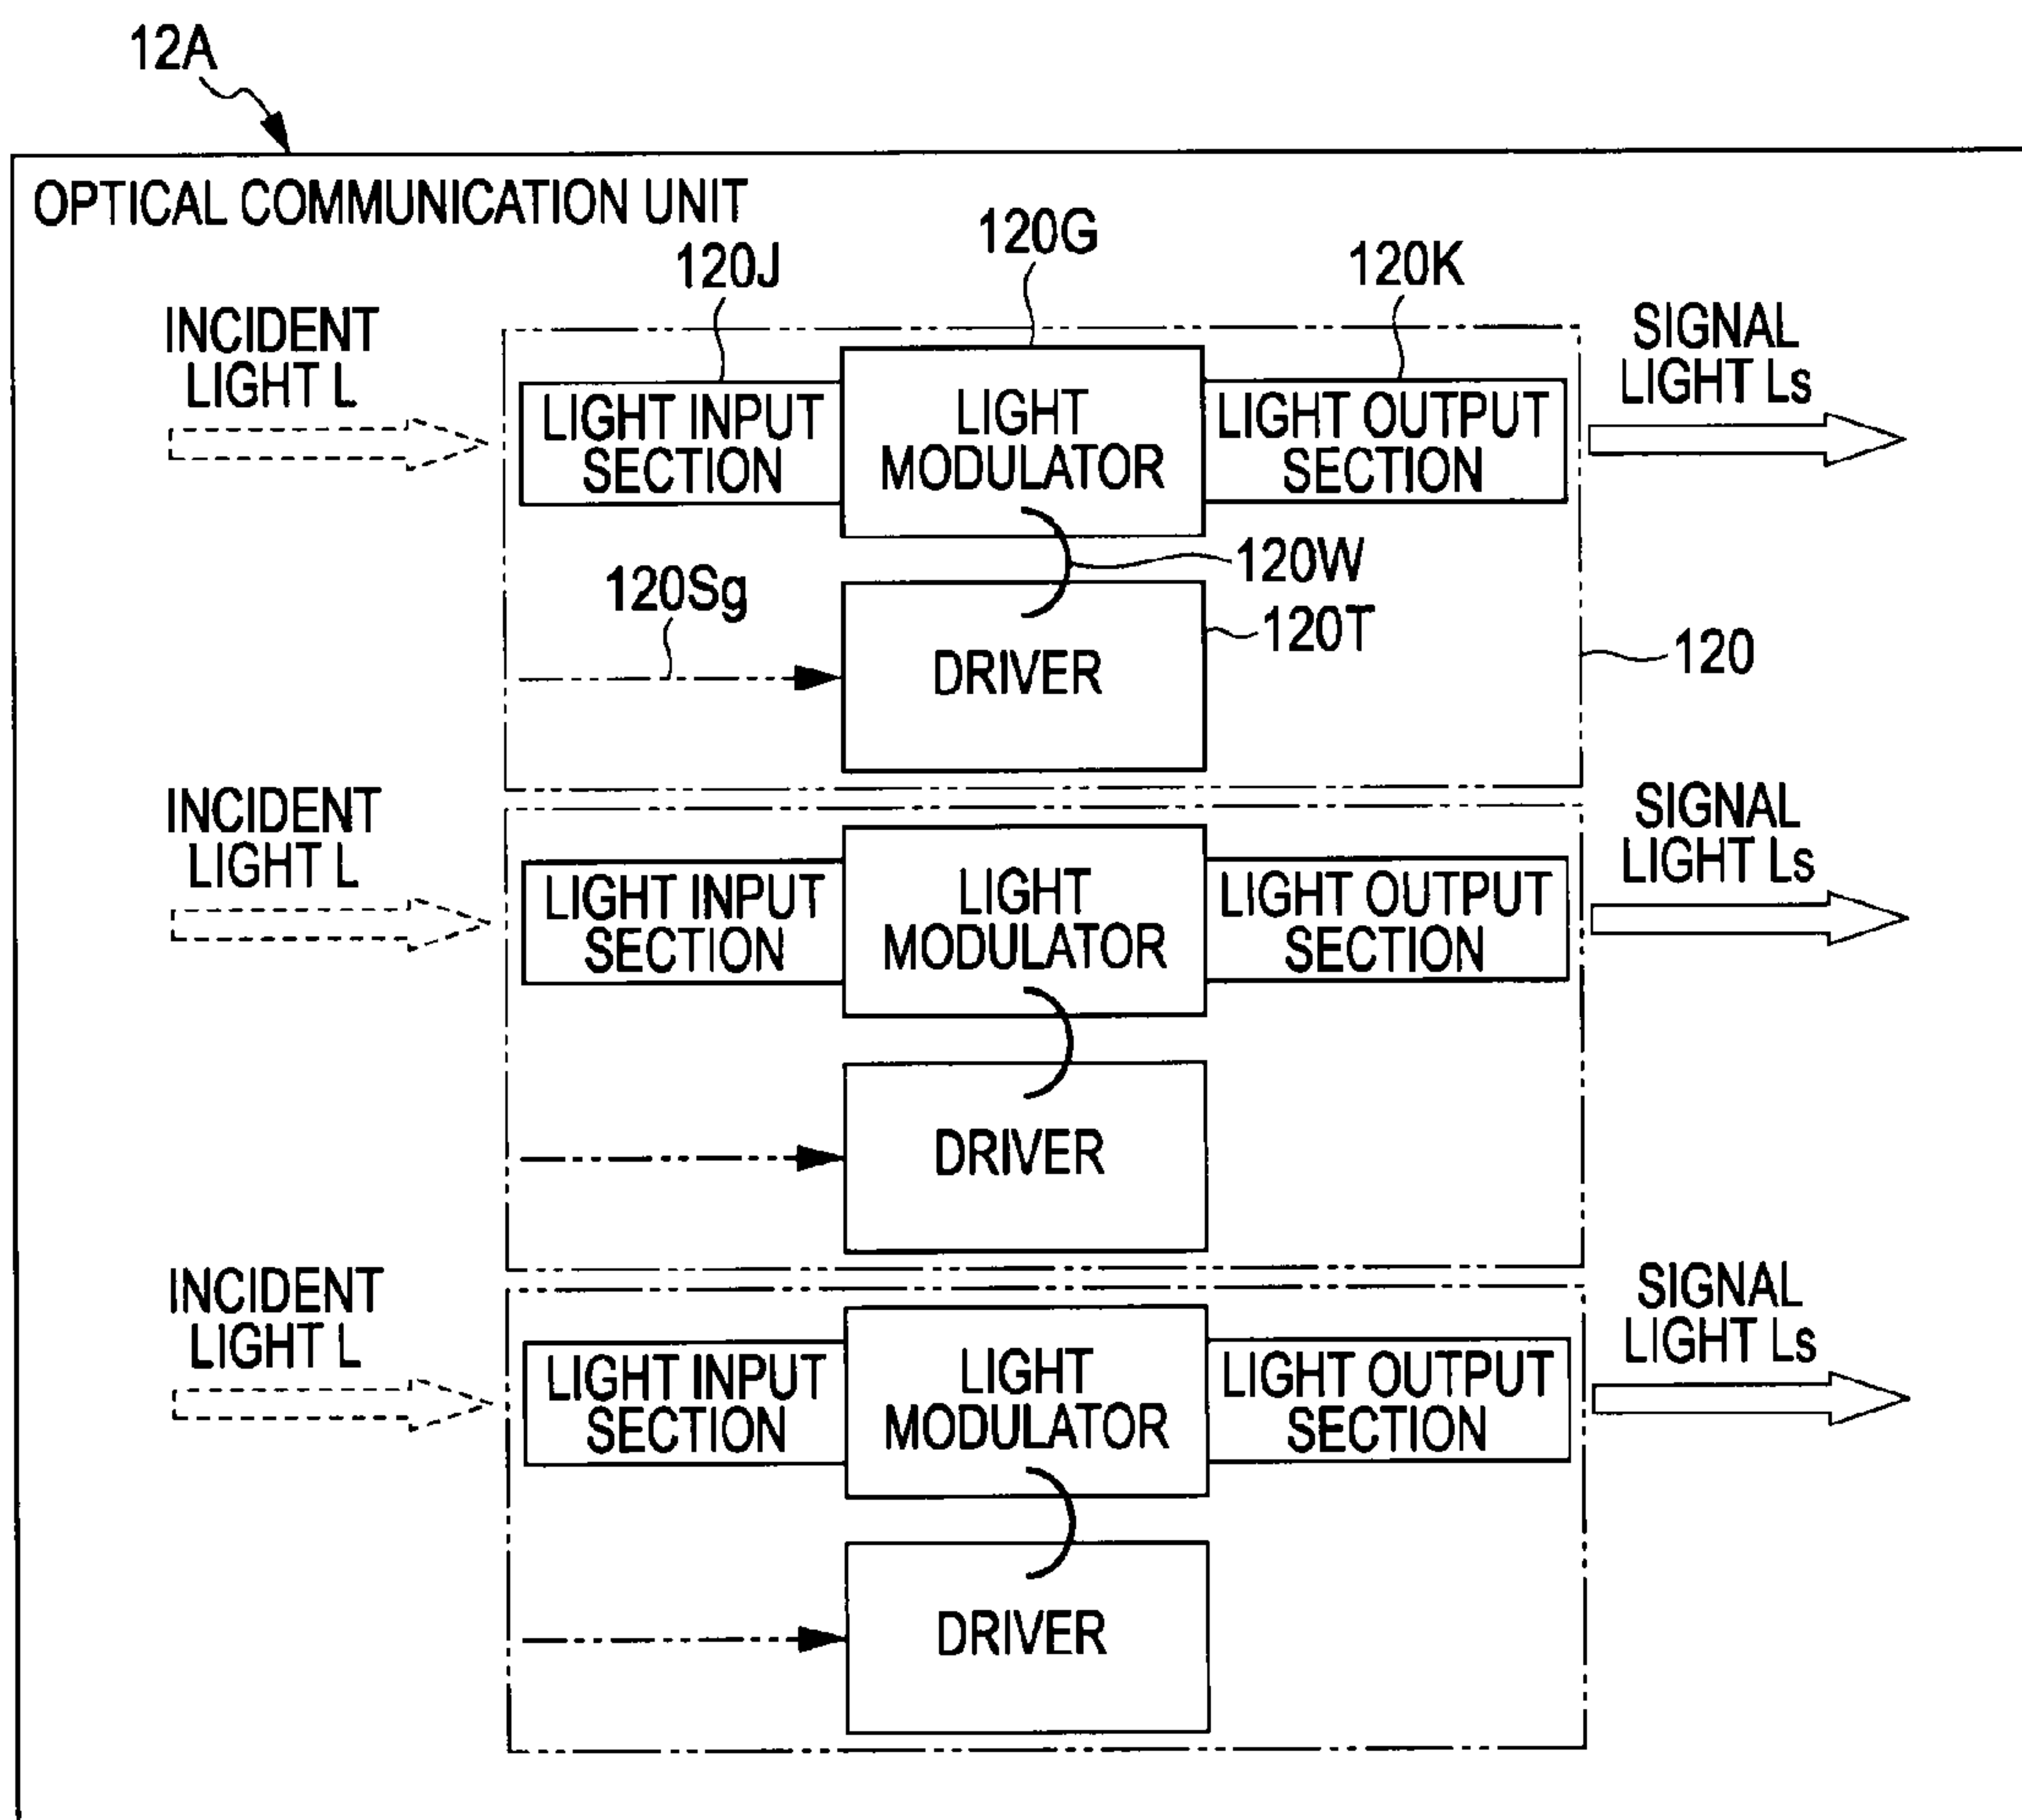 12A
OPTICAL COMMUNICATION UNIT
120G
120J
120K
INCIDENT
LIGHT L
LIGHT INPUT
SECTION
LIGHT
MODULATOR
LIGHT OUTPUT
SECTION
SIGNAL
LIGHT Ls
120W
120Sg
120T
DRIVER
120
INCIDENT
LIGHT L
LIGHT INPUT
SECTION
LIGHT
MODULATOR
LIGHT OUTPUT
SECTION
SIGNAL
LIGHT Ls
DRIVER
INCIDENT
LIGHT L
LIGHT INPUT
SECTION
LIGHT
MODULATOR
LIGHT OUTPUT
SECTION
SIGNAL
LIGHT Ls
DRIVER